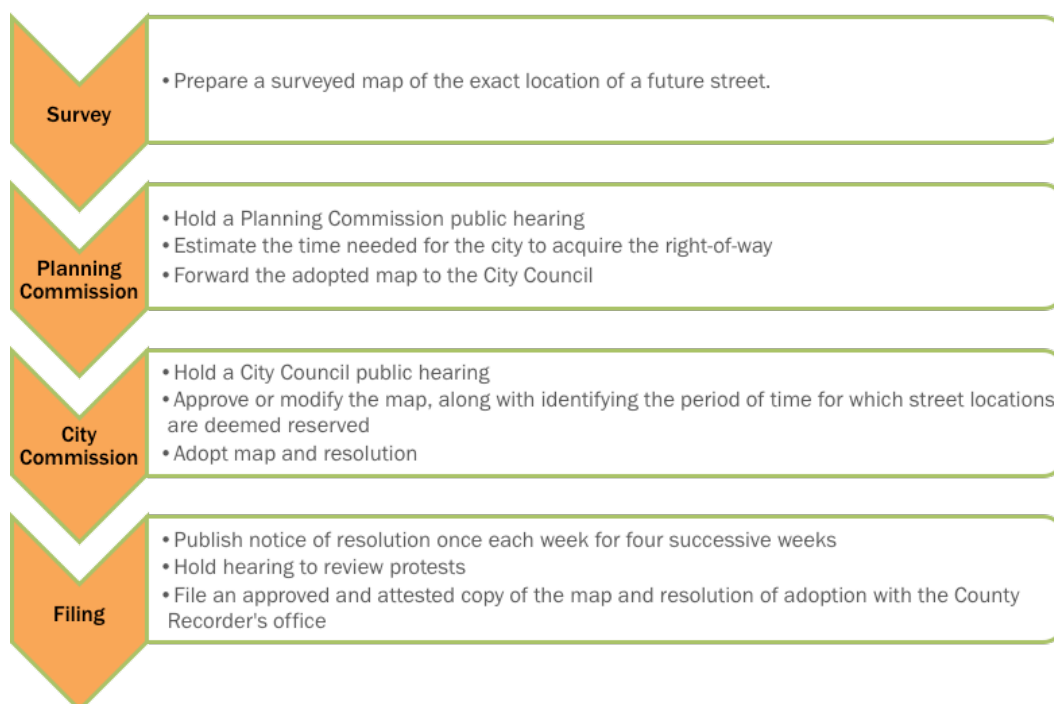 Survey
• Prepare a surveyed map of the exact location of a future street.
Planning
Commission
• Hold a Planning Commission public hearing
• Estimate the time needed for the city to acquire the right-of-way
• Forward the adopted map to the City Council
City
Commission
• Hold a City Council public hearing
• Approve or modify the map, along with identifying the period of time for which street locations
are deemed reserved
• Adopt map and resolution
Filing
• Publish notice of resolution once each week for four successive weeks
• Hold hearing to review protests
• File an approved and attested copy of the map and resolution of adoption with the County
Recorder's office